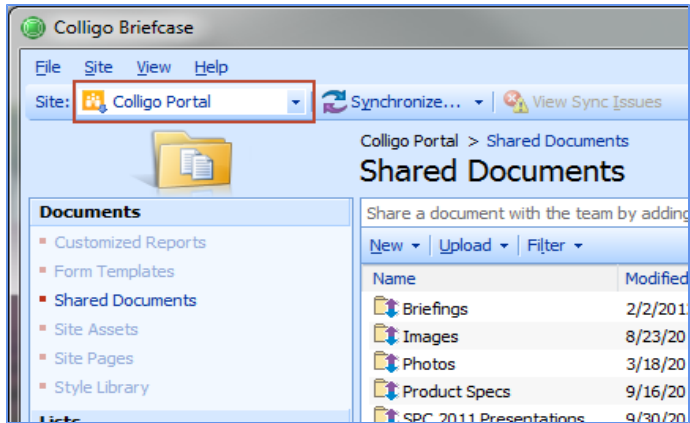 Colligo Briefcase
File Site View Help
Site: Colligo Portal Synchronize... View Sync Issues
Colligo Portal > Shared Documents
Shared Documents
Documents
Customized Reports
Form Templates
Shared Documents
Site Assets
Site Pages
Style Library
Lists
Share a document with the team by adding
New Upload Filter
Name Modified
Briefings 2/2/201
Images 8/23/20
Photos 3/18/20
Product Specs 9/16/20
SPC 2011 Presentations 9/30/20